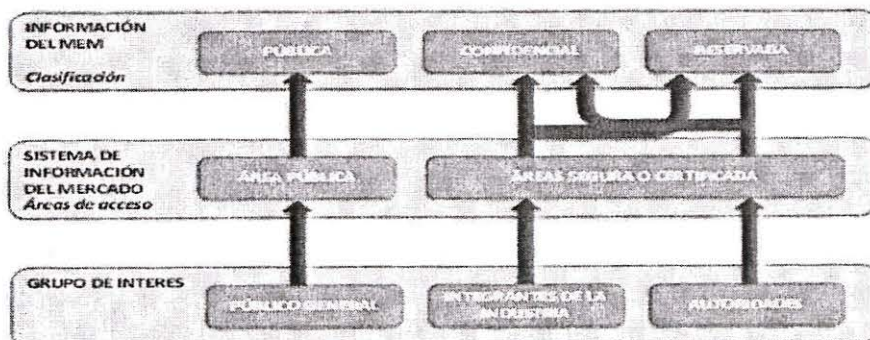 INFORMACIÓN
DEL MEM
Clasificación
PÚBLICA
CONFIDENCIAL
RESERVADA
SISTEMA DE
INFORMACIÓN
DEL MERCADO
Áreas de acceso
ÁREA PÚBLICA
ÁREAS SEGURA O CERTIFICADA
GRUPO DE INTERES
PÚBLICO GENERAL
INTEGRANTES DE LA
INDUSTRIA
AUTORIDADES